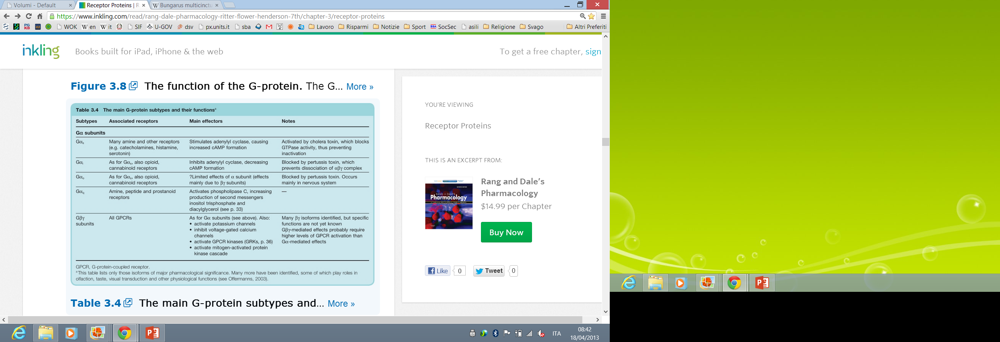 Volumi - Default
Receptor Proteins | R
Bungarus multicinctu
https://www.inkling.com/read/rang-dale-pharmacology-ritter-flower-henderson-7th/chapter-3/receptor-proteins
PG KB WOK W en W it SIF U-GOV dsv px.units.it sba Lavoro Risparmi Notizie Sport SSA SocSec asili Religione Svago Altri Preferiti
inkling Books built for iPad, iPhone & the web
To get a free chapter, sign
Figure 3.8 The function of the G-protein. The G... More »
Table 3.4 The main G-protein subtypes and their functionsª
Subtypes Associated receptors Main effectors Notes
Gα subunits
Gαs Many amine and other receptors Stimulates adenylyl cyclase, causing Activated by cholera toxin, which blocks
(e.g. catecholamines, histamine, increased cAMP formation GTPase activity, thus preventing
serotonin) inactivation
Gαi As for Gαs, also opioid, Inhibits adenylyl cyclase, decreasing Blocked by pertussis toxin, which
cannabinoid receptors cAMP formation prevents dissociation of αβγ complex
Gαo As for Gαs, also opioid, ?Limited effects of α subunit (effects Blocked by pertussis toxin. Occurs
cannabinoid receptors mainly due to βγ subunits) mainly in nervous system
Gαq Amine, peptide and prostanoid Activates phospholipase C, increasing —
receptors production of second messengers
inositol trisphosphate and
diacylglycerol (see p. 33)
Gβγ All GPCRs As for Gα subunits (see above). Also: Many βγ isoforms identified, but specific
subunits • activate potassium channels functions are not yet known
• inhibit voltage-gated calcium Gβγ-mediated effects probably require
channels higher levels of GPCR activation than
• activate GPCR kinases (GRKs, p. 36) Gα-mediated effects
• activate mitogen-activated protein
kinase cascade
GPCR, G-protein-coupled receptor.
ªThis table lists only those isoforms of major pharmacological significance. Many more have been identified, some of which play roles in
olfaction, taste, visual transduction and other physiological functions (see Offermanns, 2003).
Table 3.4 The main G-protein subtypes and... More »
YOU'RE VIEWING
Receptor Proteins
THIS IS AN EXCERPT FROM:
RANG AND DALE'S
Pharmacology
Rang and Dale's
Pharmacology
$14.99 per Chapter
Buy Now
Like 0 Tweet 0
ITA
08:42
18/04/2013